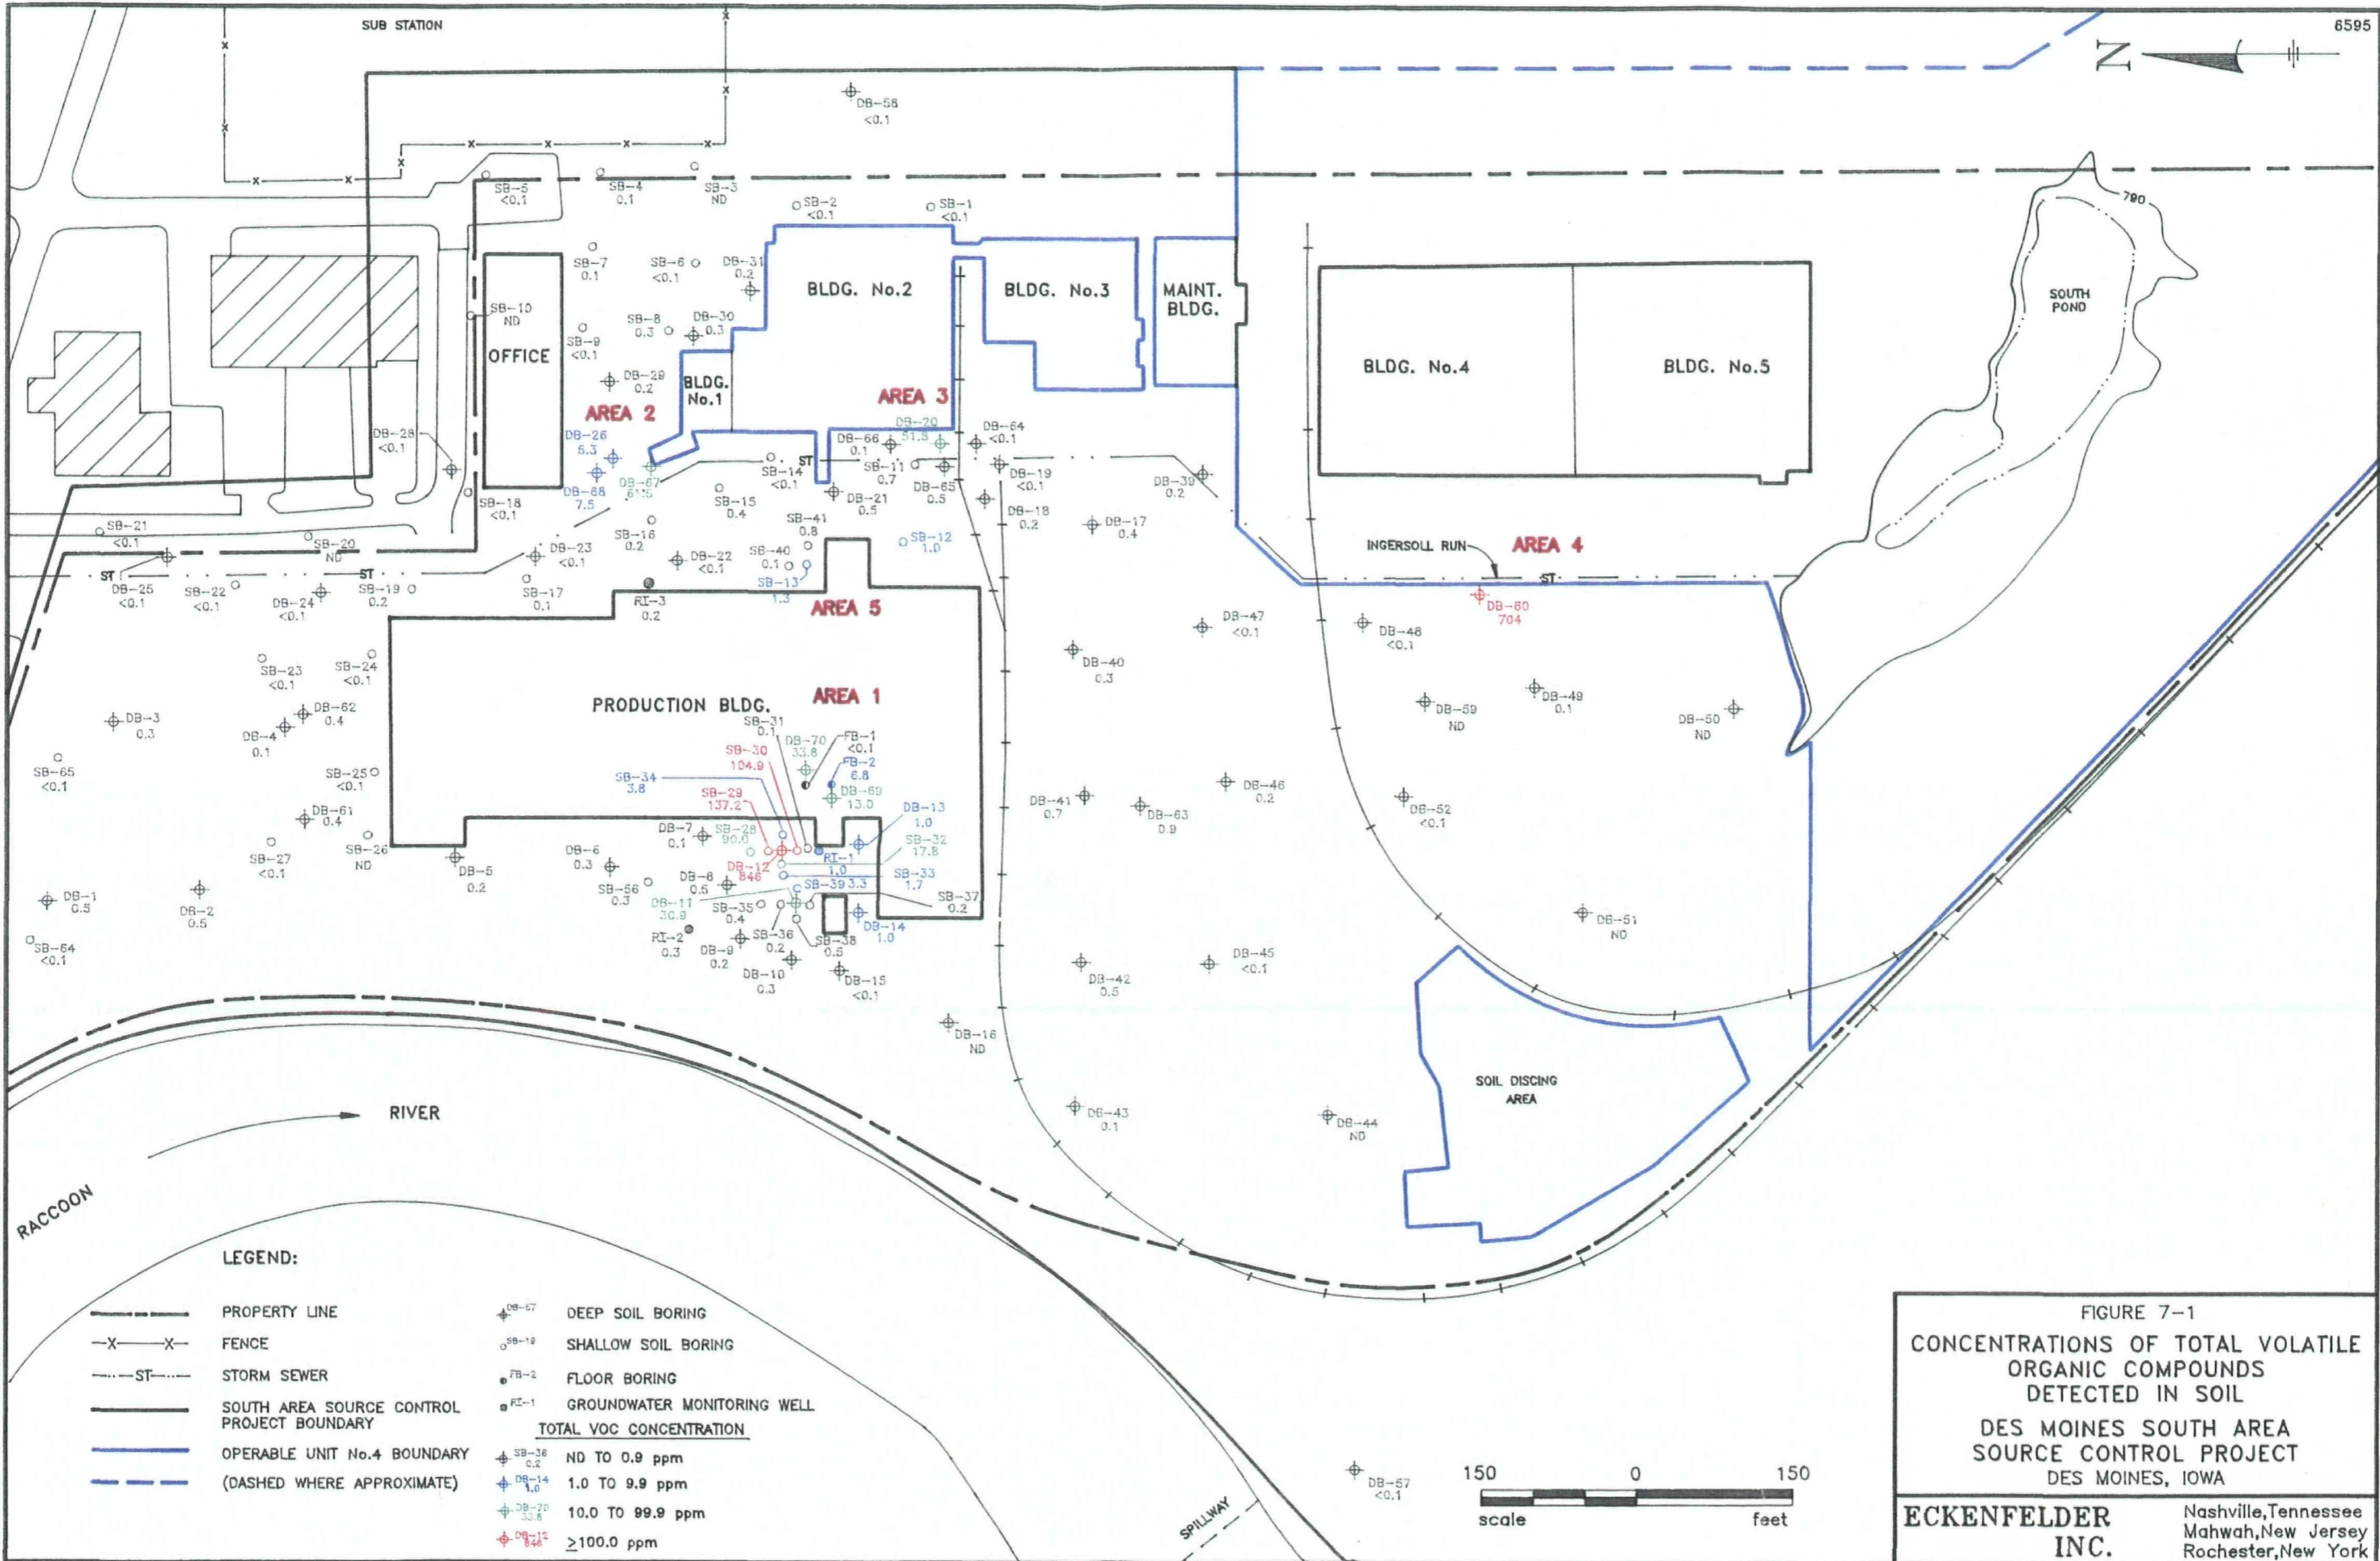 SUB STATION
6595
N
DB-58
<0.1
SB-5
<0.1
SB-4
0.1
SB-3
ND
SB-2
<0.1
SB-1
<0.1
790
SB-7
0.1
SB-6
<0.1
DB-31
0.2
BLDG. No.2
BLDG. No.3
MAINT.
BLDG.
SOUTH
POND
SB-10
ND
SB-8
0.3
DB-30
0.3
SB-9
<0.1
OFFICE
DB-29
0.2
BLDG.
No.1
BLDG. No.4
BLDG. No.5
AREA 2
AREA 3
DB-28
<0.1
DB-26
5.3
DB-68
7.5
DB-67
61.5
ST
SB-14
<0.1
DB-66
0.1
DB-20
51.8
DB-64
<0.1
SB-11
0.7
DB-65
0.5
DB-19
<0.1
DB-39
0.2
SB-18
<0.1
SB-15
0.4
DB-21
0.5
DB-18
0.2
DB-17
0.4
SB-21
<0.1
SB-20
ND
SB-16
0.2
SB-41
0.8
SB-12
1.0
DB-23
<0.1
DB-22
<0.1
SB-40
0.1
SB-13
1.3
INGERSOLL RUN
AREA 4
ST
ST
ST
DB-25
<0.1
SB-22
<0.1
DB-24
<0.1
SB-19
0.2
SB-17
0.1
RI-3
0.2
AREA 5
DB-60
704
DB-47
<0.1
DB-48
<0.1
SB-23
<0.1
SB-24
<0.1
DB-40
0.3
DB-3
0.3
DB-62
0.4
DB-4
0.1
PRODUCTION BLDG.
AREA 1
DB-59
ND
DB-49
0.1
DB-50
ND
SB-31
0.1
SB-30
104.9
DB-70
33.8
FB-1
<0.1
FB-2
6.8
SB-65
<0.1
SB-25
<0.1
SB-34
3.8
SB-29
137.2
DB-69
13.0
DB-41
0.7
DB-63
0.9
DB-46
0.2
DB-52
<0.1
DB-61
0.4
SB-27
<0.1
SB-26
ND
DB-5
0.2
DB-7
0.1
SB-28
90.0
DB-13
1.0
SB-32
17.8
DB-6
0.3
DB-12
846
RI-1
1.0
SB-33
1.7
DB-1
0.5
DB-2
0.5
SB-56
0.3
DB-8
0.5
SB-39 3.3
SB-37
0.2
DB-11
30.9
SB-35
0.4
DB-14
1.0
DB-51
ND
SB-64
<0.1
RI-2
0.3
DB-9
0.2
SB-36
0.2
SB-38
0.5
DB-10
0.3
DB-15
<0.1
DB-42
0.5
DB-45
<0.1
DB-16
ND
RACCOON
RIVER
DB-43
0.1
DB-44
ND
SOIL DISCING
AREA
LEGEND:
PROPERTY LINE
X X FENCE
ST STORM SEWER
SOUTH AREA SOURCE CONTROL
PROJECT BOUNDARY
OPERABLE UNIT No.4 BOUNDARY
(DASHED WHERE APPROXIMATE)
DB-67 DEEP SOIL BORING
SB-19 SHALLOW SOIL BORING
FB-2 FLOOR BORING
RI-1 GROUNDWATER MONITORING WELL
TOTAL VOC CONCENTRATION
SB-36
0.2 ND TO 0.9 ppm
DB-14
1.0 1.0 TO 9.9 ppm
DB-70
33.8 10.0 TO 99.9 ppm
DB-12
846 ≥100.0 ppm
SPILLWAY
DB-57
<0.1
150 0 150
scale feet
FIGURE 7-1
CONCENTRATIONS OF TOTAL VOLATILE
ORGANIC COMPOUNDS
DETECTED IN SOIL
DES MOINES SOUTH AREA
SOURCE CONTROL PROJECT
DES MOINES, IOWA
ECKENFELDER
INC.
Nashville,Tennessee
Mahwah,New Jersey
Rochester,New York